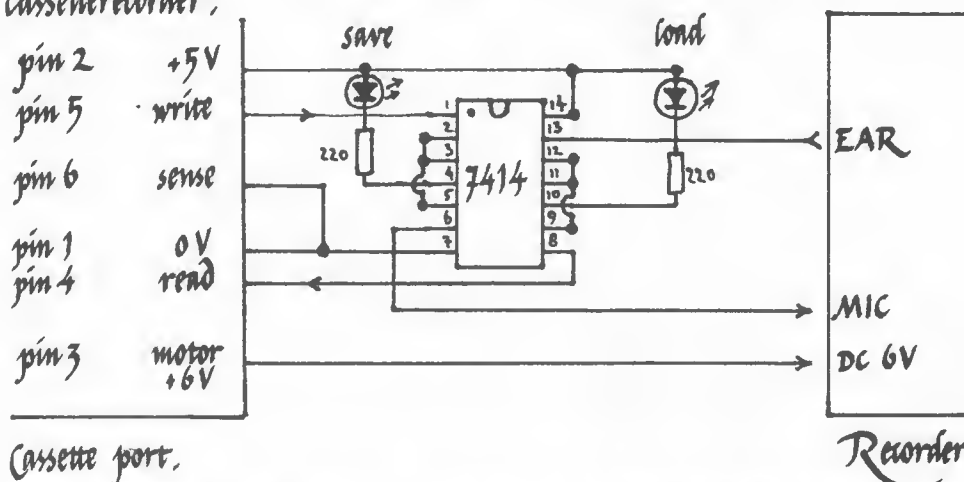 cassetterecorder.
save load
pin 2 +5V
pin 5 write
1 14
2 13
3 12
4 11
5 10
6 9
7 8
220
7414
220
EAR
pin 6 sense
pin 1 0V
pin 4 read
MIC
pin 3 motor +6V
DC 6V
Cassette port.
Recorder